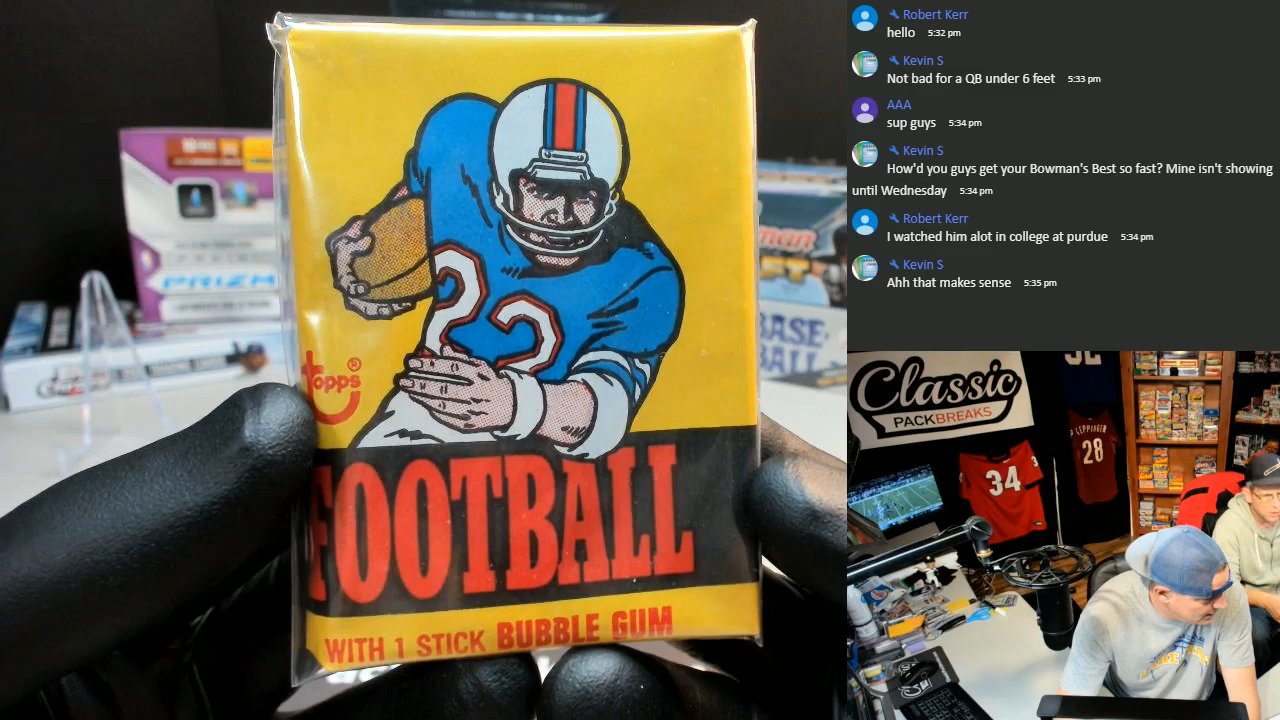 22
topps®
FOOTBALL
WITH 1 STICK BUBBLE GUM
PRIZM
BASE-
BALL
Robert Kerr
hello 5:32 pm
Kevin S
Not bad for a QB under 6 feet 5:33 pm
AAA
sup guys 5:34 pm
Kevin S
How'd you guys get your Bowman's Best so fast? Mine isn't showing
until Wednesday 5:34 pm
Robert Kerr
I watched him alot in college at purdue 5:34 pm
Kevin S
Ahh that makes sense 5:35 pm
Classic
PACKBREAKS
34
LEPPINGER
28